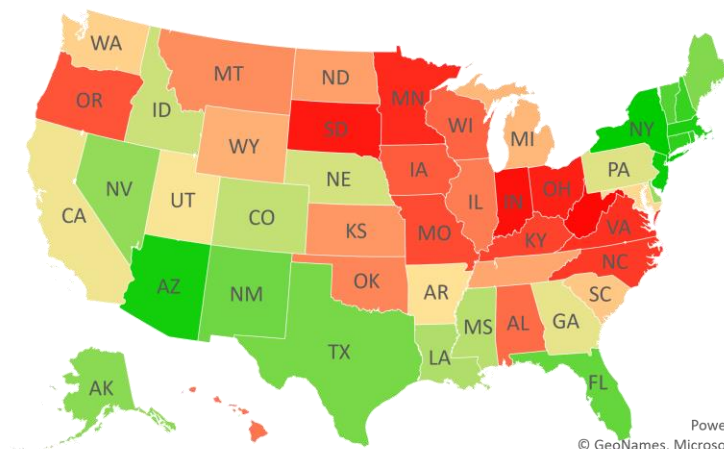 WA
MT
ND
MN
OR
ID
SD
WI
NY
WY
MI
IA
PA
NE
NV
IL
IN
OH
UT
CO
CA
KS
MO
KY
VA
NC
AZ
NM
OK
AR
SC
MS
AL
GA
TX
LA
AK
FL
Powe
© GeoNames, Microso